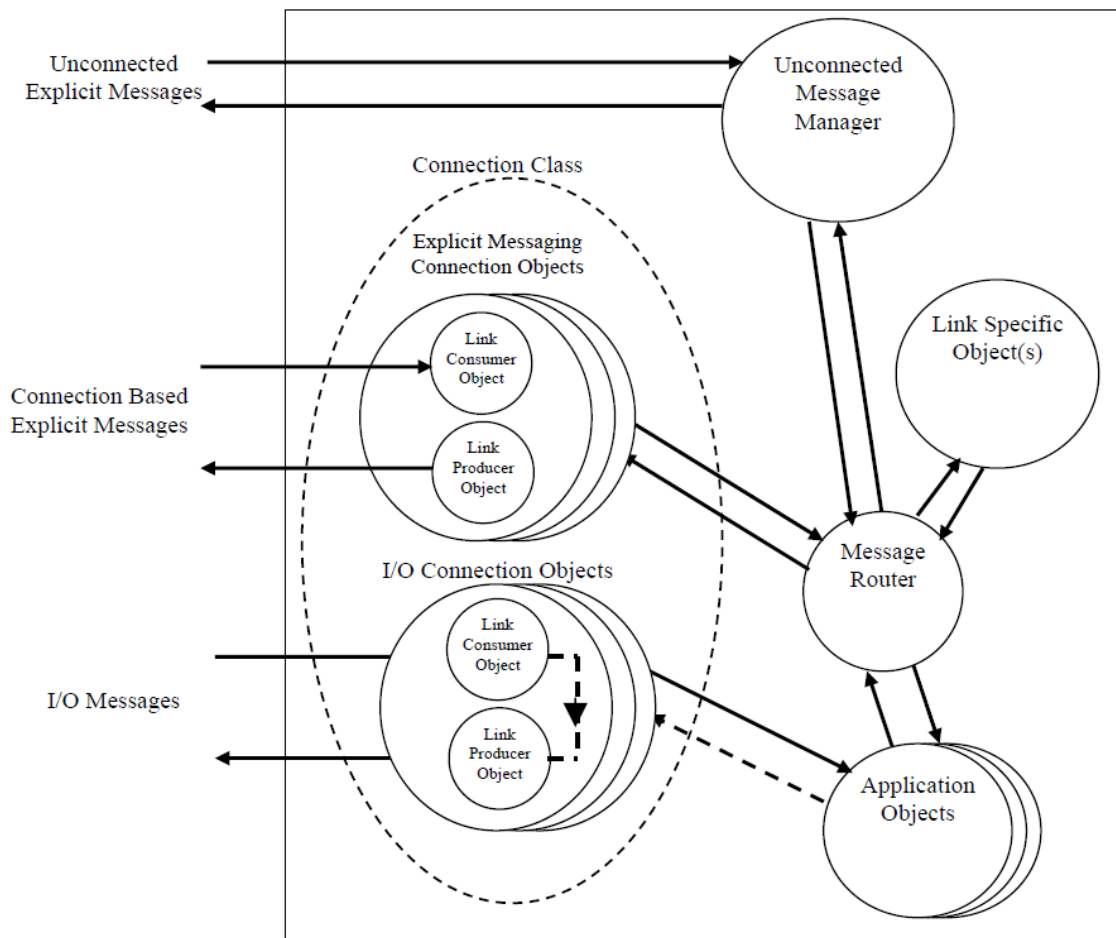 Unconnected
Explicit Messages
Unconnected
Message
Manager
Connection Class
Explicit Messaging
Connection Objects
Link
Consumer
Object
Link
Producer
Object
Connection Based
Explicit Messages
Link Specific
Object(s)
Message
Router
I/O Connection Objects
Link
Consumer
Object
Link
Producer
Object
I/O Messages
Application
Objects